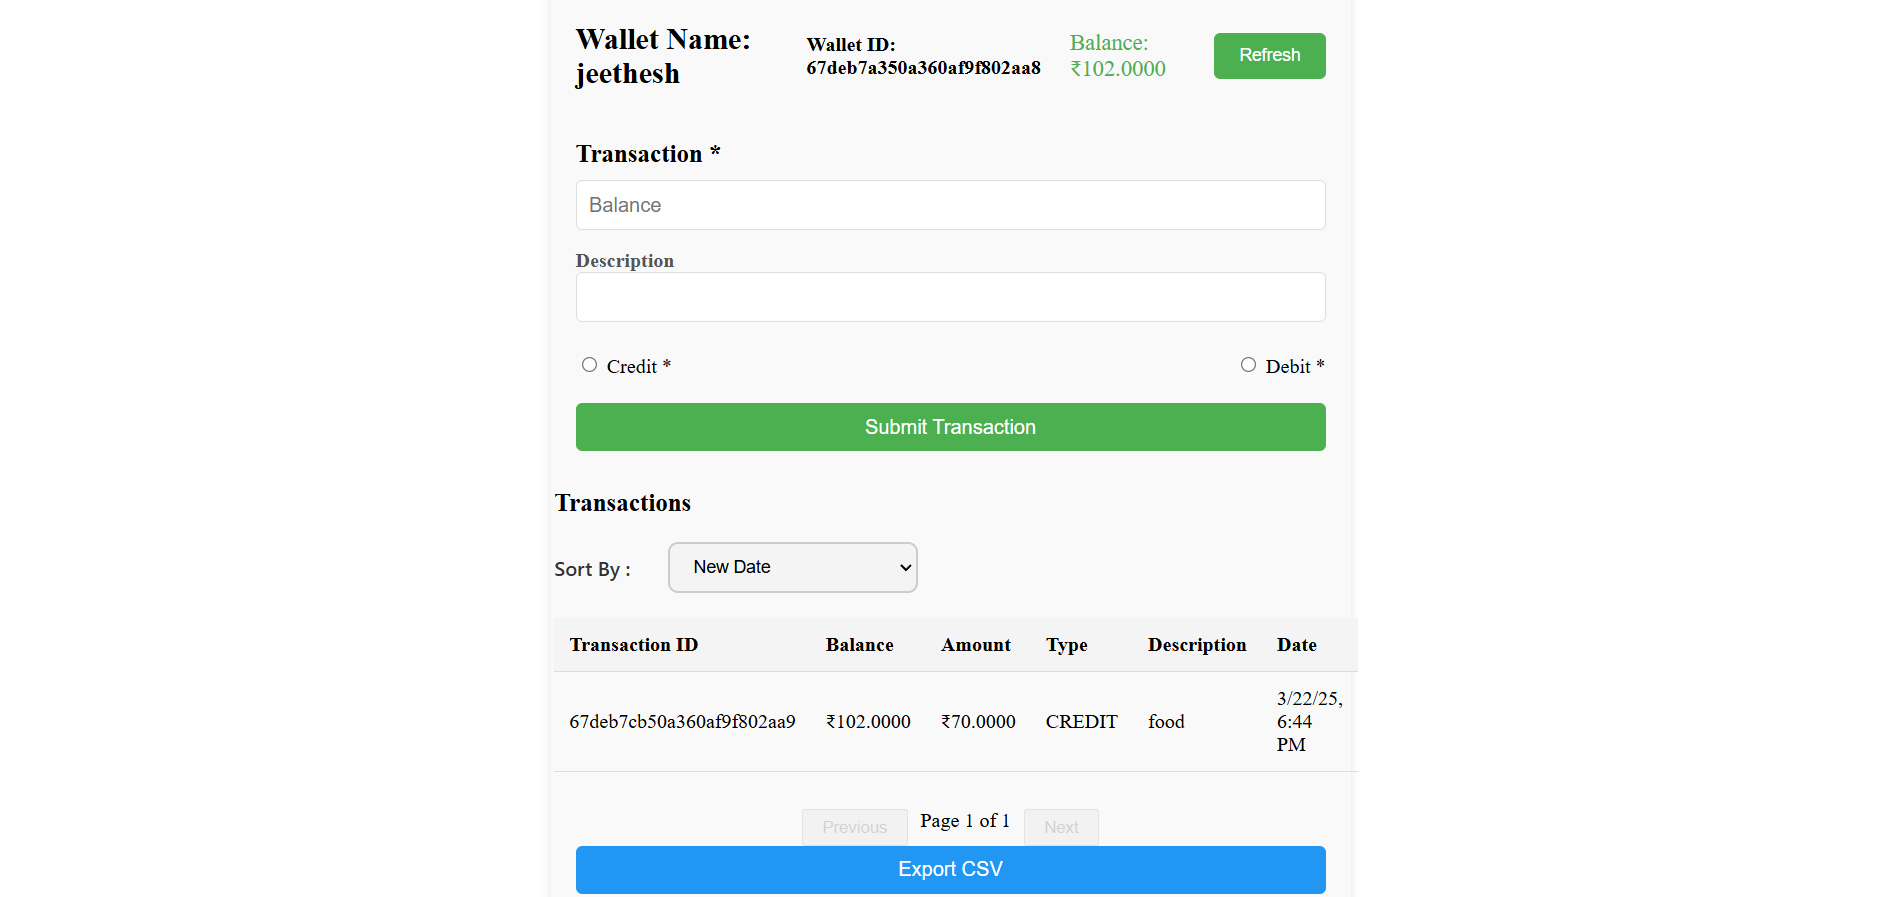 Wallet Name:
jeethesh
Wallet ID:
67deb7a350a360af9f802aa8
Balance:
₹102.0000
Refresh
Transaction *
Balance
Description
Credit *
Debit *
Submit Transaction
Transactions
Sort By :
New Date
Transaction ID Balance Amount Type Description Date
67deb7cb50a360af9f802aa9 ₹102.0000 ₹70.0000 CREDIT food 3/22/25,
6:44
PM
Previous Page 1 of 1 Next
Export CSV